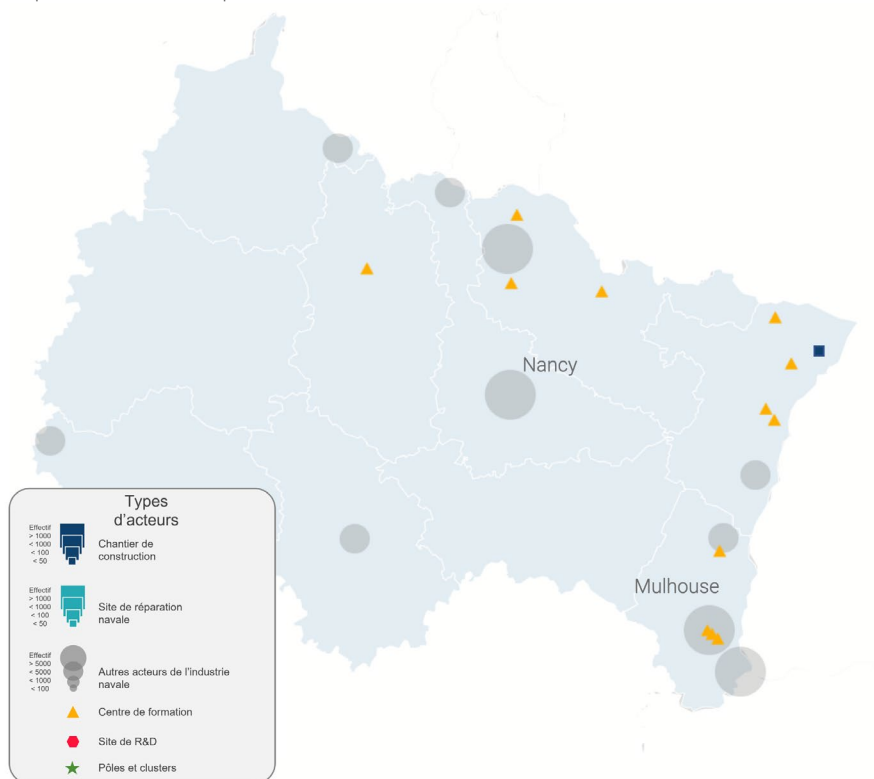 Nancy
Mulhouse
Types
d'acteurs
Effectif
> 1000
< 1000
< 100
< 50
Chantier de
construction
Effectif
> 1000
< 1000
< 100
< 50
Site de réparation
navale
Effectif
> 5000
< 5000
< 1000
< 100
Autres acteurs de l'industrie
navale
Centre de formation
Site de R&D
Pôles et clusters